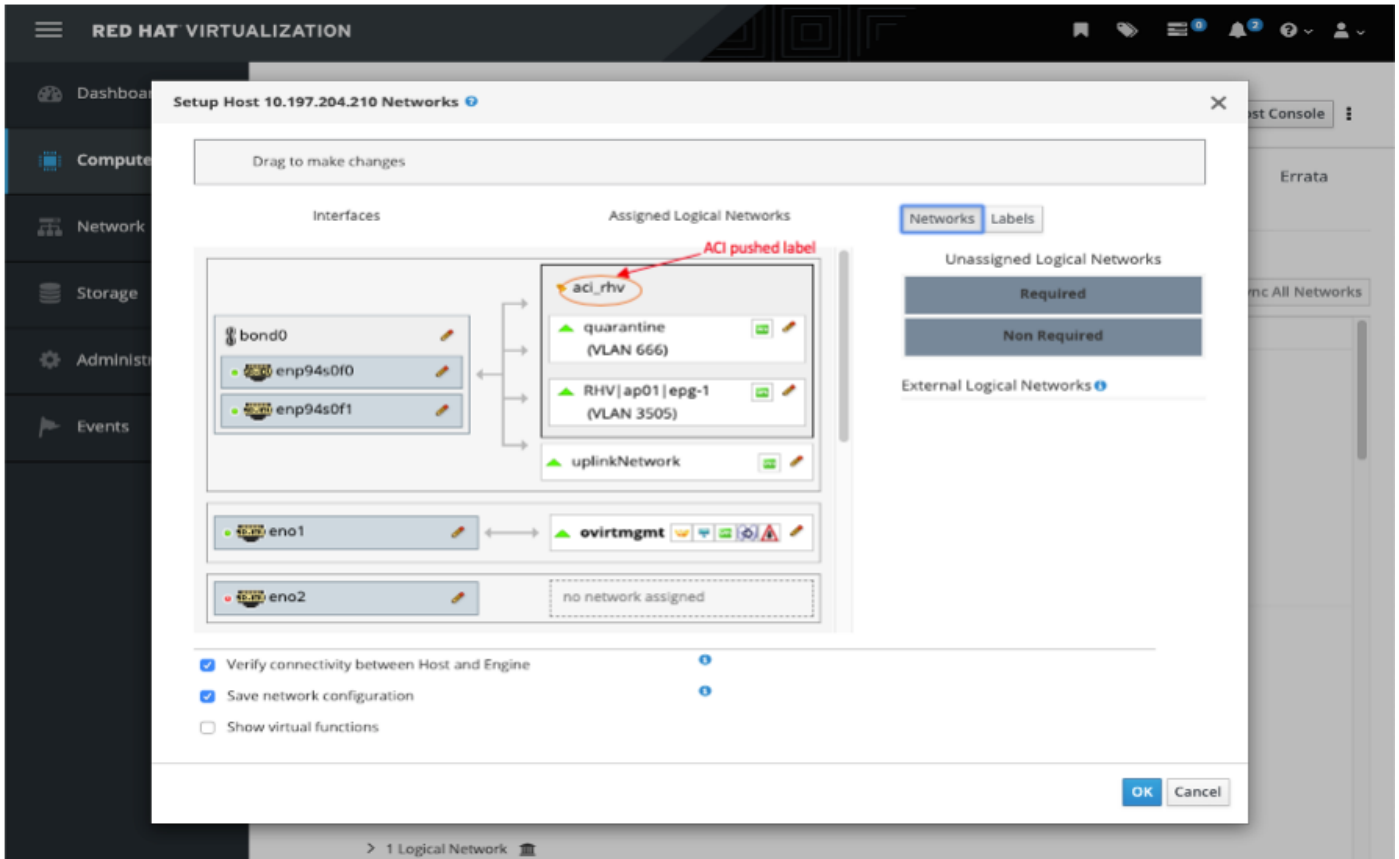 RED HAT VIRTUALIZATION
0
2
Dashboar
Compute
Network
Storage
Administr
Events
Setup Host 10.197.204.210 Networks
st Console
Errata
nc All Networks
Drag to make changes
Interfaces
Assigned Logical Networks
Networks
Labels
ACI pushed label
Unassigned Logical Networks
Required
Non Required
External Logical Networks
aci_rhv
bond0
enp94s0f0
enp94s0f1
quarantine
(VLAN 666)
RHV|ap01|epg-1
(VLAN 3505)
uplinkNetwork
eno1
ovirtmgmt
eno2
no network assigned
Verify connectivity between Host and Engine
Save network configuration
Show virtual functions
OK
Cancel
> 1 Logical Network